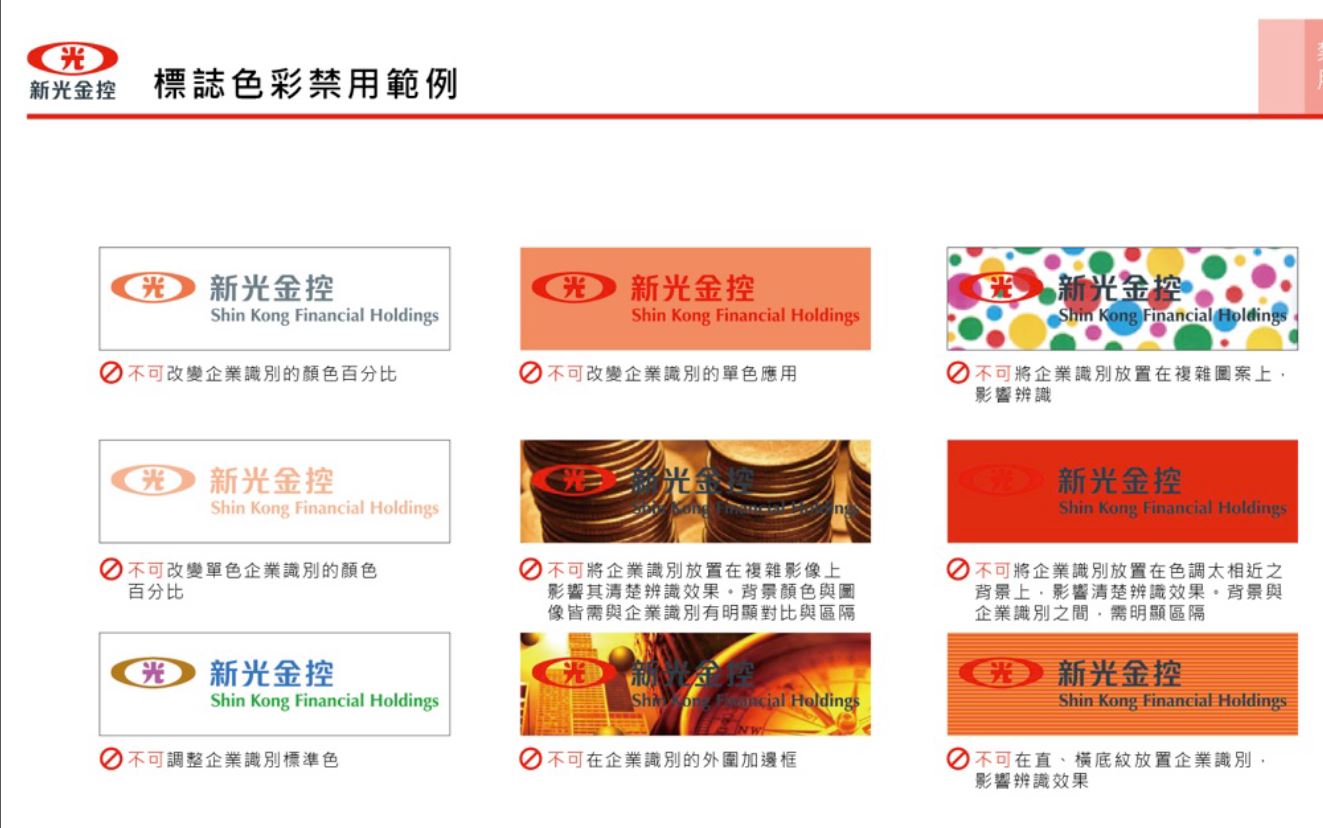 光
新光金控
標誌色彩禁用範例
光 新光金控
Shin Kong Financial Holdings
不可改變企業識別的顏色百分比
光 新光金控
Shin Kong Financial Holdings
不可改變企業識別的單色應用
光 新光金控
Shin Kong Financial Holdings
不可將企業識別放置在複雜圖案上，
影響辨識
光 新光金控
Shin Kong Financial Holdings
不可改變單色企業識別的顏色
百分比
光 新光金控
Shin Kong Financial Holdings
不可將企業識別放置在複雜影像上
影響其清楚辨識效果。背景顏色與圖
像皆需與企業識別有明顯對比與區隔
光 新光金控
Shin Kong Financial Holdings
不可將企業識別放置在色調太相近之
背景上，影響清楚辨識效果。背景與
企業識別之間，需明顯區隔
光 新光金控
Shin Kong Financial Holdings
不可調整企業識別標準色
光 新光金控
Shin Kong Financial Holdings
NW
不可在企業識別的外圍加邊框
光 新光金控
Shin Kong Financial Holdings
不可在直、橫底紋放置企業識別，
影響辨識效果